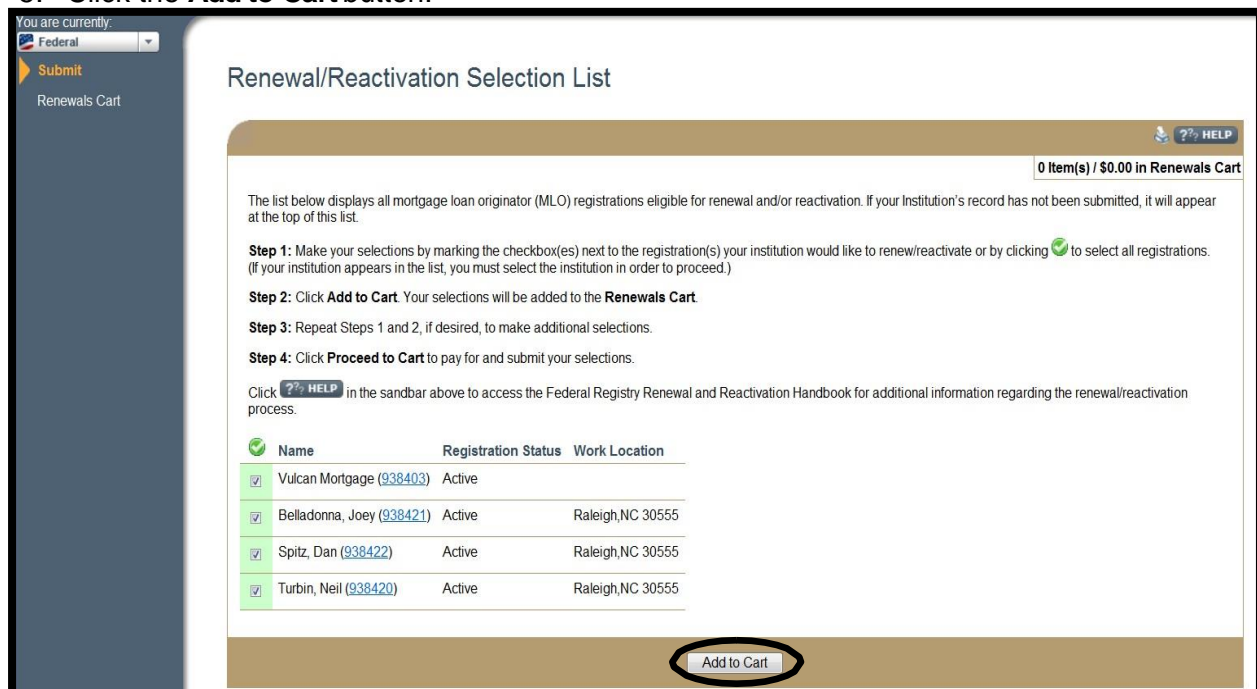 Click the Add to Cart button.
You are currently:
Federal
Submit
Renewals Cart
Renewal/Reactivation Selection List
??? HELP
0 Item(s) / $0.00 in Renewals Cart
The list below displays all mortgage loan originator (MLO) registrations eligible for renewal and/or reactivation. If your Institution's record has not been submitted, it will appear
at the top of this list.
Step 1: Make your selections by marking the checkbox(es) next to the registration(s) your institution would like to renew/reactivate or by clicking to select all registrations.
(If your institution appears in the list, you must select the institution in order to proceed.)
Step 2: Click Add to Cart. Your selections will be added to the Renewals Cart.
Step 3: Repeat Steps 1 and 2, if desired, to make additional selections.
Step 4: Click Proceed to Cart to pay for and submit your selections.
Click ??? HELP in the sandbar above to access the Federal Registry Renewal and Reactivation Handbook for additional information regarding the renewal/reactivation
process.
Name Registration Status Work Location
Vulcan Mortgage (938403) Active
Belladonna, Joey (938421) Active Raleigh,NC 30555
Spitz, Dan (938422) Active Raleigh,NC 30555
Turbin, Neil (938420) Active Raleigh,NC 30555
Add to Cart